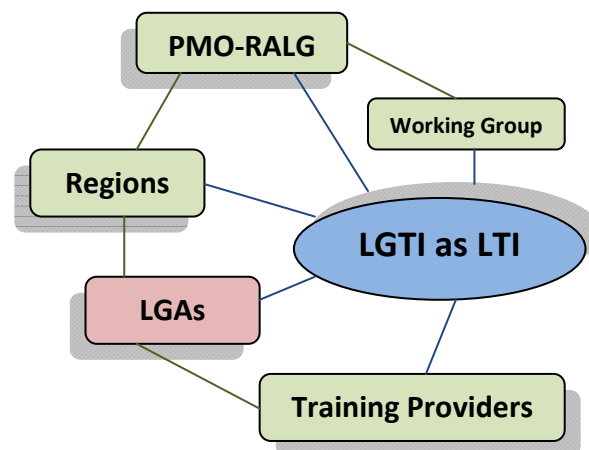 PMO-RALG
Working Group
Regions
LGTI as LTI
LGAs
Training Providers